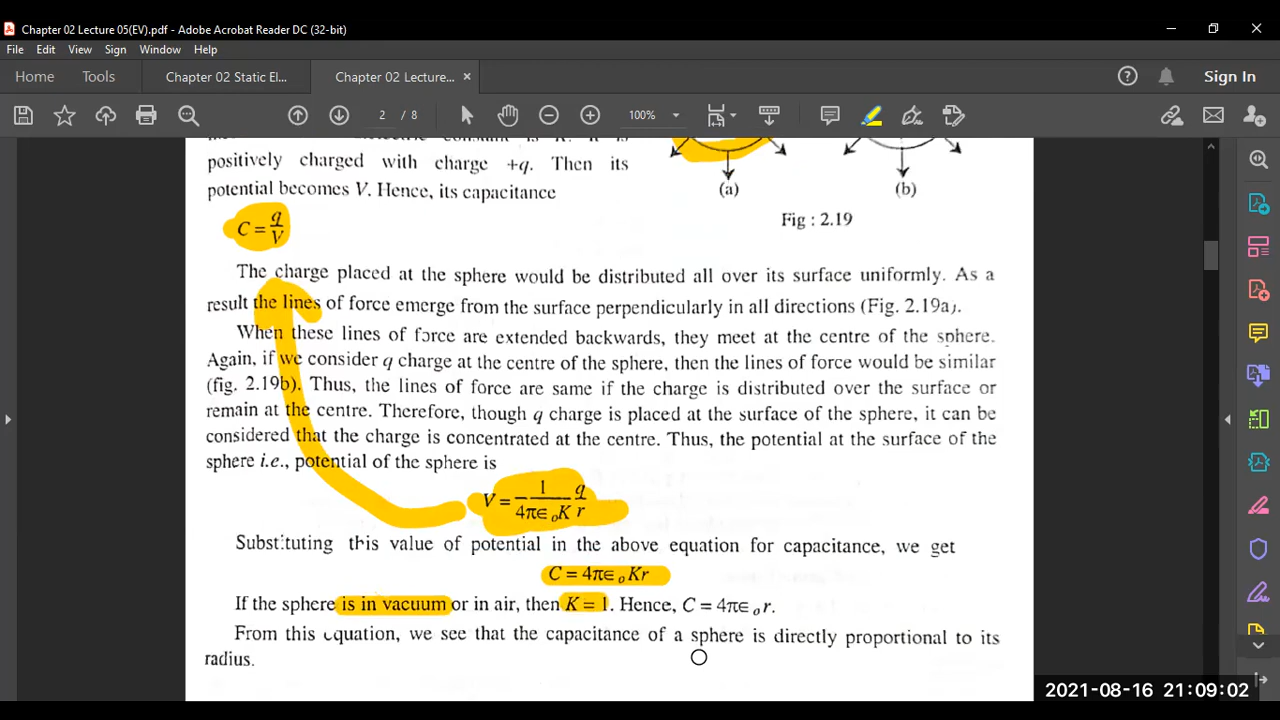 Chapter 02 Lecture 05(EV).pdf - Adobe Acrobat Reader DC (32-bit)
File Edit View Sign Window Help
Home Tools Chapter 02 Static El... Chapter 02 Lecture... × Sign In
2 / 8 100%
positively charged with charge +q. Then its
potential becomes V. Hence, its capacitance
(a) (b)
Fig : 2.19
C = q/V
The charge placed at the sphere would be distributed all over its surface uniformly. As a
result the lines of force emerge from the surface perpendicularly in all directions (Fig. 2.19a).
When these lines of force are extended backwards, they meet at the centre of the sphere.
Again, if we consider q charge at the centre of the sphere, then the lines of force would be similar
(fig. 2.19b). Thus, the lines of force are same if the charge is distributed over the surface or
remain at the centre. Therefore, though q charge is placed at the surface of the sphere, it can be
considered that the charge is concentrated at the centre. Thus, the potential at the surface of the
sphere i.e., potential of the sphere is
V = 1/4π∈₀K q/r
Substituting this value of potential in the above equation for capacitance, we get
C = 4π∈₀Kr
If the sphere is in vacuum or in air, then K = 1. Hence, C = 4π∈₀r.
From this equation, we see that the capacitance of a sphere is directly proportional to its
radius.
2021-08-16 21:09:02